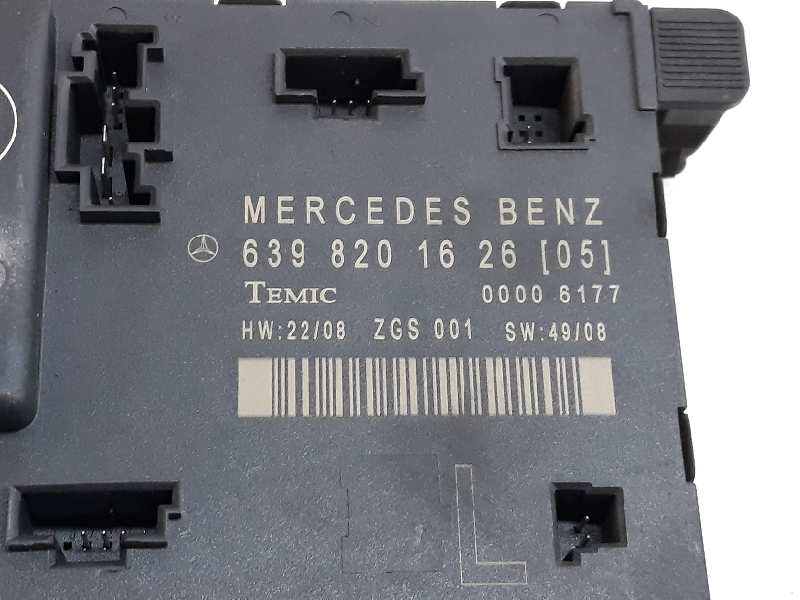 MERCEDES BENZ
639 820 16 26 [05]
TEMIC 0000 6177
HW:22/08 ZGS 001 SW:49/08
L